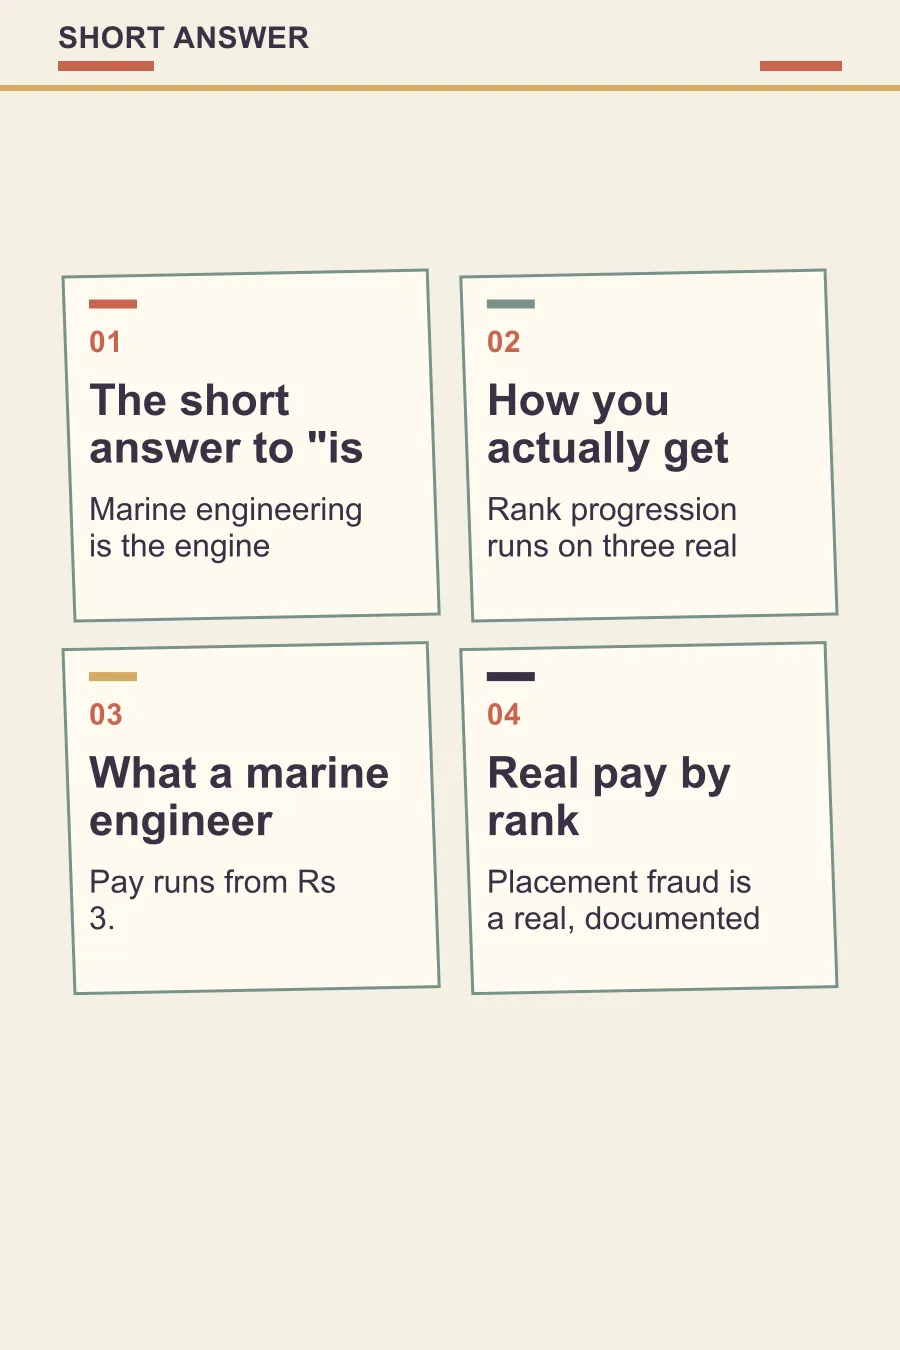 SHORT ANSWER
01
The short
answer to "is
Marine engineering
is the engine
02
How you
actually get
Rank progression
runs on three real
03
What a marine
engineer
Pay runs from Rs
3.
04
Real pay by
rank
Placement fraud is
a real, documented